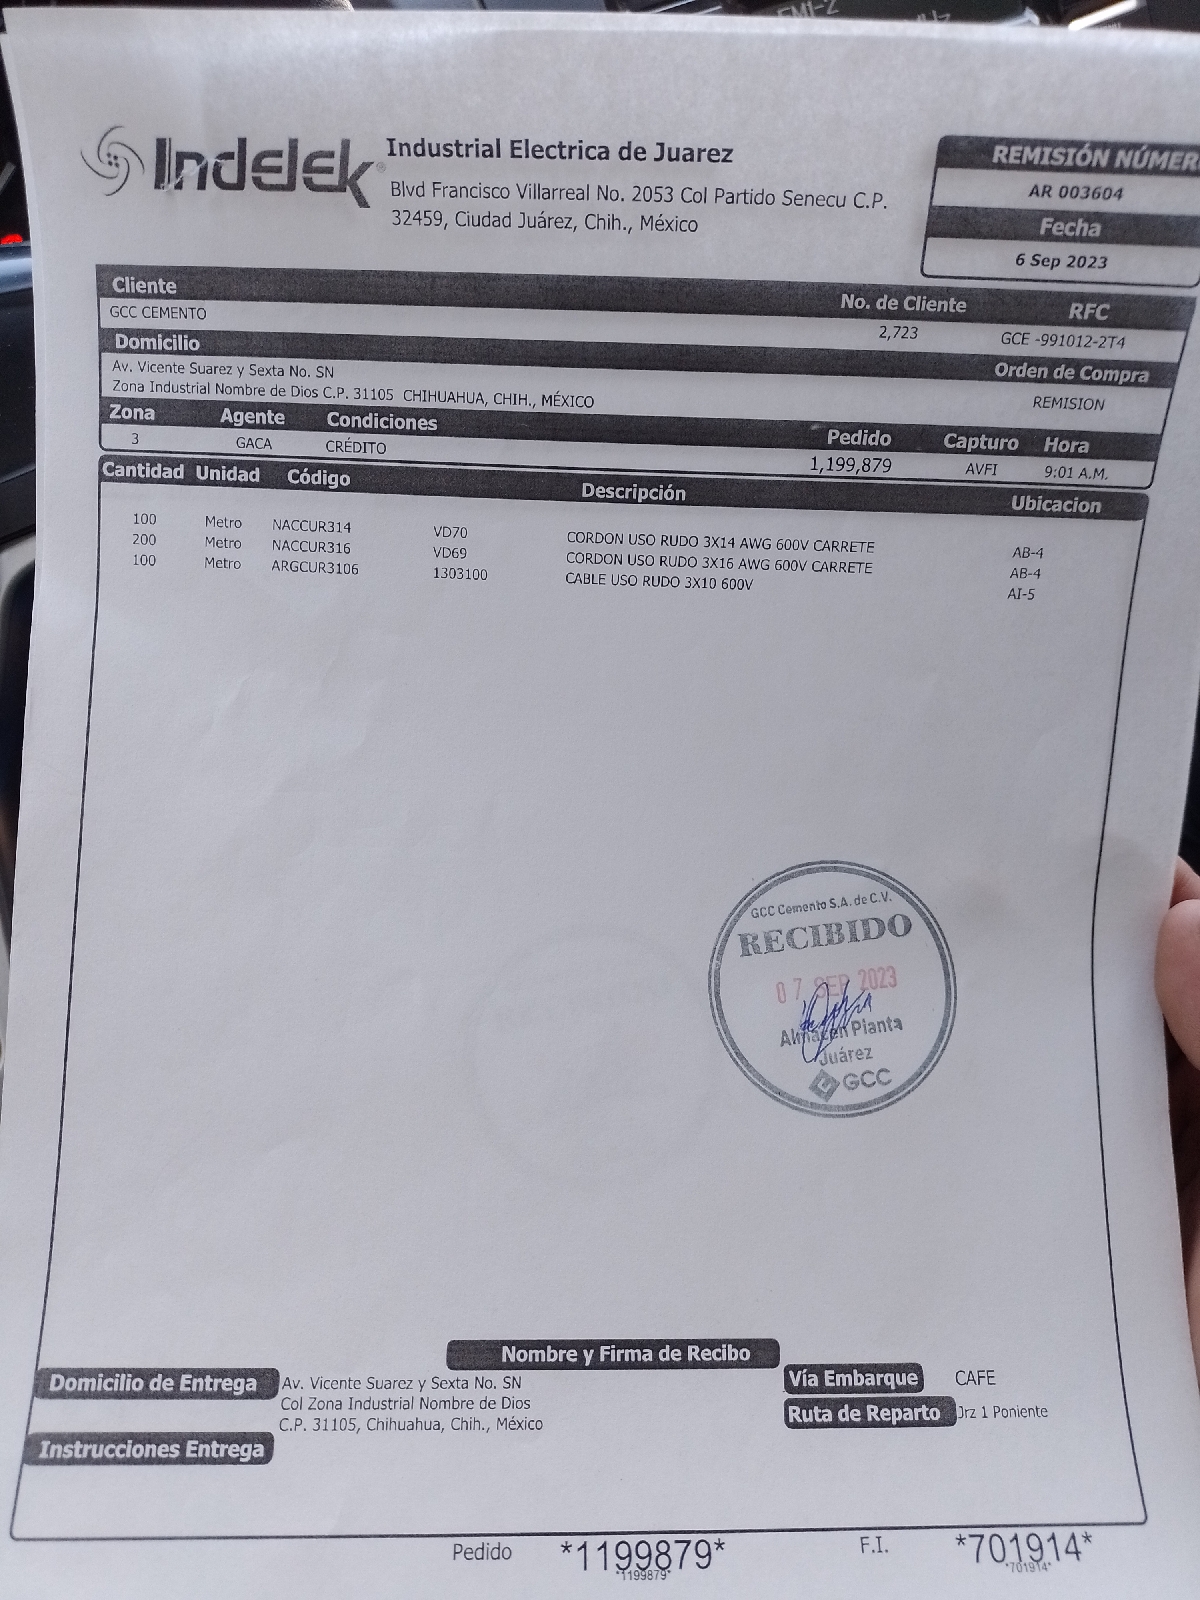 Indelek
Industrial Electrica de Juarez
Blvd Francisco Villarreal No. 2053 Col Partido Senecu C.P.
32459, Ciudad Juárez, Chih., México
REMISIÓN NÚMER
AR 003604
Fecha
6 Sep 2023
Cliente No. de Cliente RFC
GCC CEMENTO 2,723 GCE -991012-2T4
Domicilio Orden de Compra
Av. Vicente Suarez y Sexta No. SN
Zona Industrial Nombre de Dios C.P. 31105 CHIHUAHUA, CHIH., MÉXICO REMISION
Zona Agente Condiciones Pedido Capturo Hora
3 GACA CRÉDITO 1,199,879 AVFI 9:01 A.M.
Cantidad Unidad Código Descripción Ubicacion
100 Metro NACCUR314 VD70 CORDON USO RUDO 3X14 AWG 600V CARRETE AB-4
200 Metro NACCUR316 VD69 CORDON USO RUDO 3X16 AWG 600V CARRETE AB-4
100 Metro ARGCUR3106 1303100 CABLE USO RUDO 3X10 600V AI-5
GCC Cemento S.A. de C.V.
RECIBIDO
07 SEP 2023
Almacén Planta
Juárez
GCC
Nombre y Firma de Recibo
Domicilio de Entrega Av. Vicente Suarez y Sexta No. SN
Col Zona Industrial Nombre de Dios
C.P. 31105, Chihuahua, Chih., México
Vía Embarque CAFE
Ruta de Reparto Jrz 1 Poniente
Instrucciones Entrega
Pedido *1199879* F.I. *701914*
*1199879* *701914*